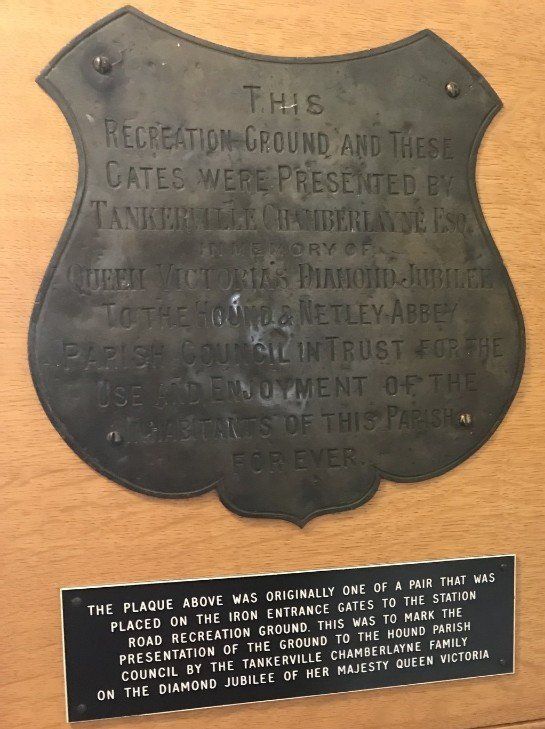 THIS
RECREATION GROUND AND THESE
GATES WERE PRESENTED BY
TANKERVILLE CHAMBERLAYNE ESQ.
IN MEMORY OF
QUEEN VICTORIAS DIAMOND JUBILEE
TO THE HOUND & NETLEY ABBEY
PARISH COUNCIL IN TRUST FOR THE
USE AND ENJOYMENT OF THE
INHABITANTS OF THIS PARISH
FOR EVER.
THE PLAQUE ABOVE WAS ORIGINALLY ONE OF A PAIR THAT WAS
PLACED ON THE IRON ENTRANCE GATES TO THE STATION
ROAD RECREATION GROUND. THIS WAS TO MARK THE
PRESENTATION OF THE GROUND TO THE HOUND PARISH
COUNCIL BY THE TANKERVILLE CHAMBERLAYNE FAMILY
ON THE DIAMOND JUBILEE OF HER MAJESTY QUEEN VICTORIA